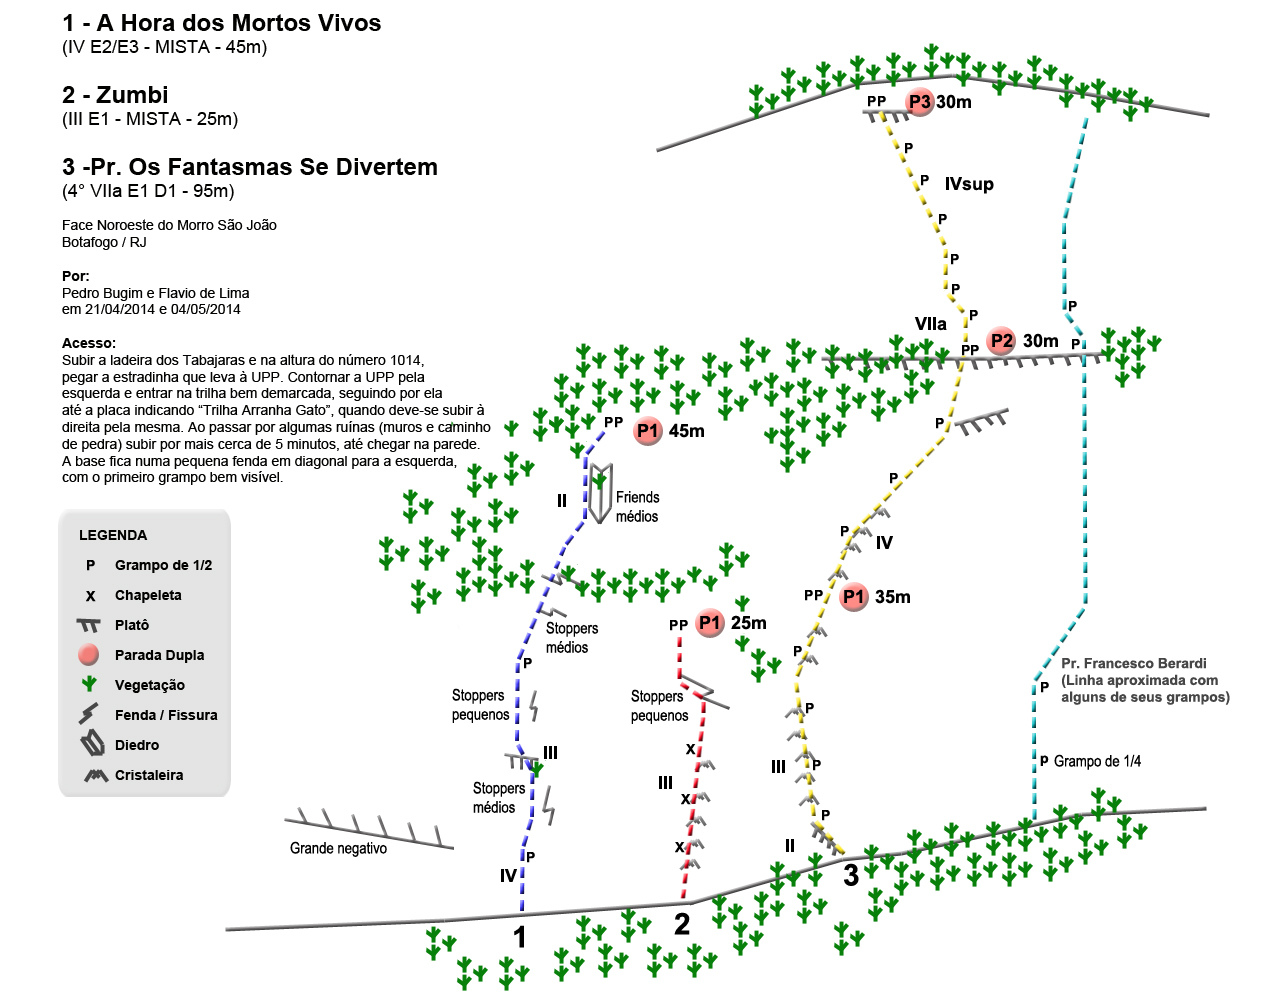 1 - A Hora dos Mortos Vivos
(IV E2/E3 - MISTA - 45m)
2 - Zumbi
(III E1 - MISTA - 25m)
3 -Pr. Os Fantasmas Se Divertem
(4° VIIa E1 D1 - 95m)
Face Noroeste do Morro São João
Botafogo / RJ
Por:
Pedro Bugim e Flavio de Lima
em 21/04/2014 e 04/05/2014
Acesso:
Subir a ladeira dos Tabajaras e na altura do número 1014,
pegar a estradinha que leva à UPP. Contornar a UPP pela
esquerda e entrar na trilha bem demarcada, seguindo por ela
até a placa indicando “Trilha Arranha Gato”, quando deve-se subir à
direita pela mesma. Ao passar por algumas ruínas (muros e caminho
de pedra) subir por mais cerca de 5 minutos, até chegar na parede.
A base fica numa pequena fenda em diagonal para a esquerda,
com o primeiro grampo bem visível.
LEGENDA
P Grampo de 1/2
x Chapeleta
Platô
Parada Dupla
Vegetação
Fenda / Fissura
Diedro
Cristaleira
Grande negativo
PP P1 45m
II
Friends
médios
Stoppers
médios
P
Stoppers
pequenos
III
Stoppers
médios
P
IV
1
PP P1 25m
Stoppers
pequenos
x
III
x
x
2
PP P3 30m
P
P
IVsup
P
P
P
P
VIIa
PP P2 30m
P
P
P
IV
PP P1 35m
P
P
III
P
P
II
3
P
P
P
Pr. Francesco Berardi
(Linha aproximada com
alguns de seus grampos)
p Grampo de 1/4